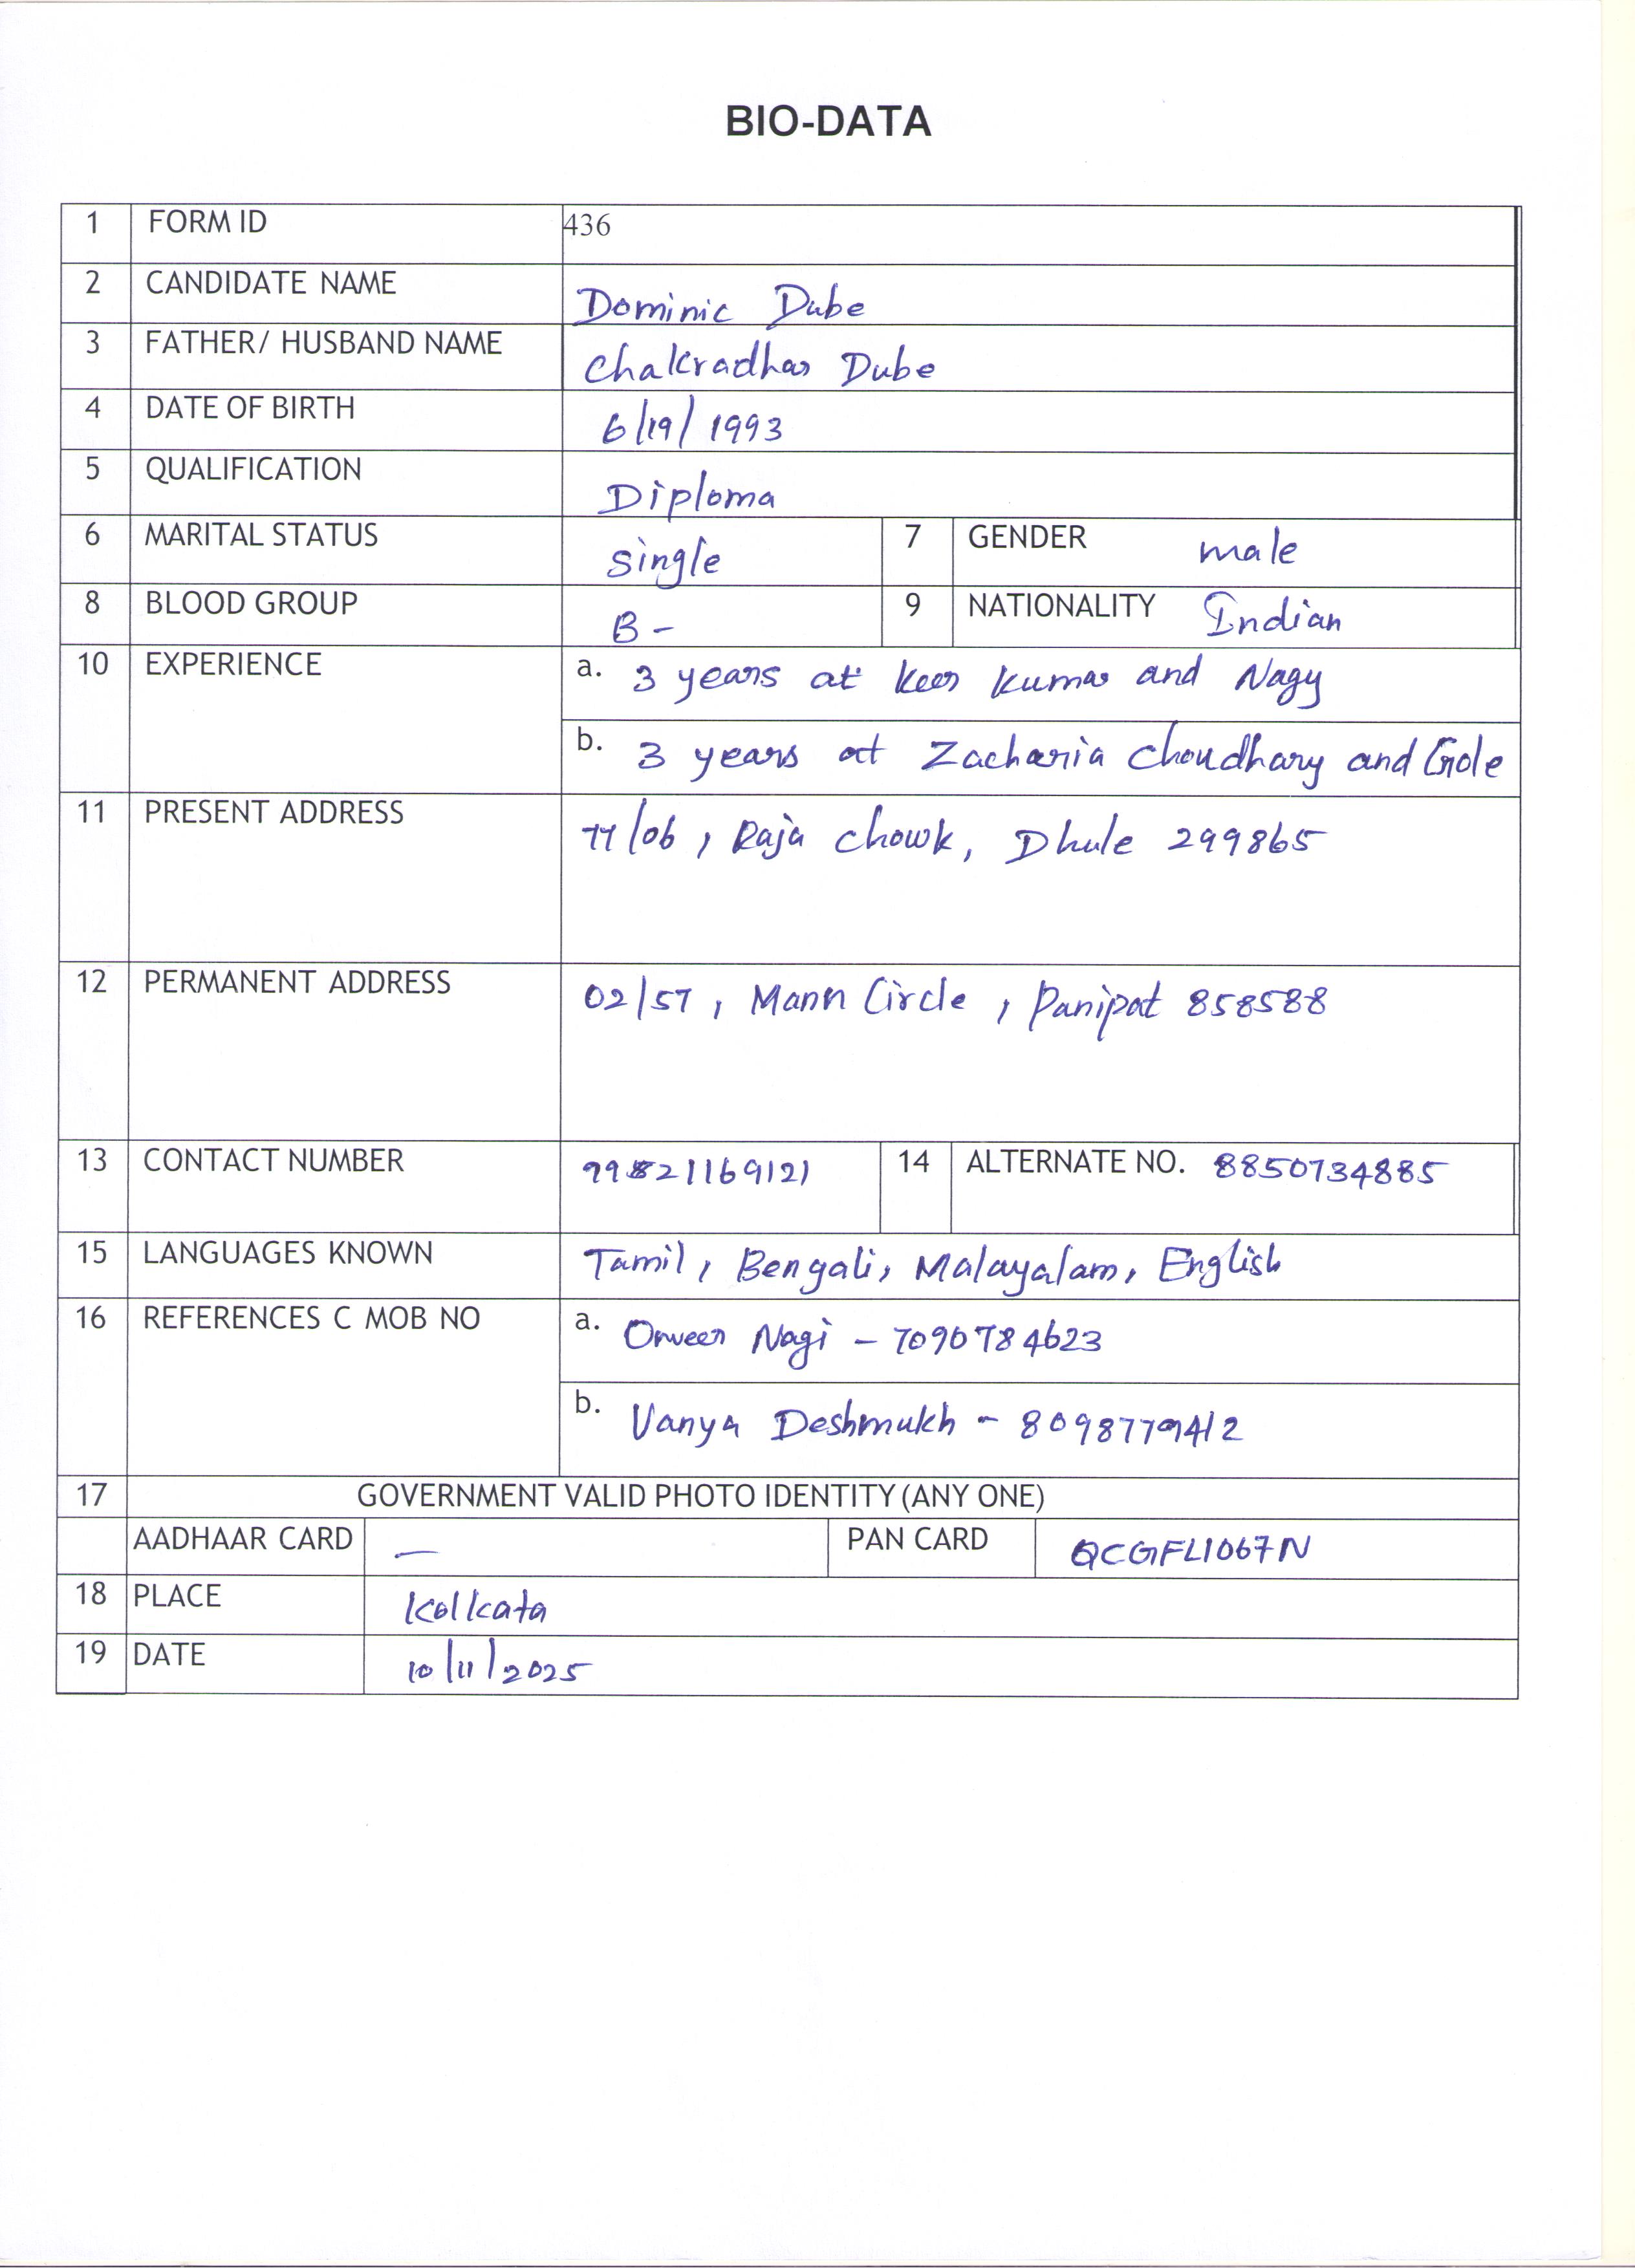 BIO-DATA
1 FORM ID 436
2 CANDIDATE NAME Dominic Dube
3 FATHER/ HUSBAND NAME Chakradhar Dube
4 DATE OF BIRTH 6/19/1993
5 QUALIFICATION Diploma
6 MARITAL STATUS single 7 GENDER male
8 BLOOD GROUP B- 9 NATIONALITY Indian
10 EXPERIENCE a. 3 years at Keer Kumar and Nagy
b. 3 years at Zacharia Choudhary and Gole
11 PRESENT ADDRESS 77/06, Raja Chowk, Dhule 299865
12 PERMANENT ADDRESS 02/57, Mann Circle, Panipat 858588
13 CONTACT NUMBER 99821169121 14 ALTERNATE NO. 8850734885
15 LANGUAGES KNOWN Tamil, Bengali, Malayalam, English
16 REFERENCES C MOB NO a. Onveer Nagi - 7090784623
b. Vanya Deshmukh - 8098779412
17 GOVERNMENT VALID PHOTO IDENTITY (ANY ONE)
AADHAAR CARD — PAN CARD QCGFL1067N
18 PLACE Kolkata
19 DATE 10/11/2025